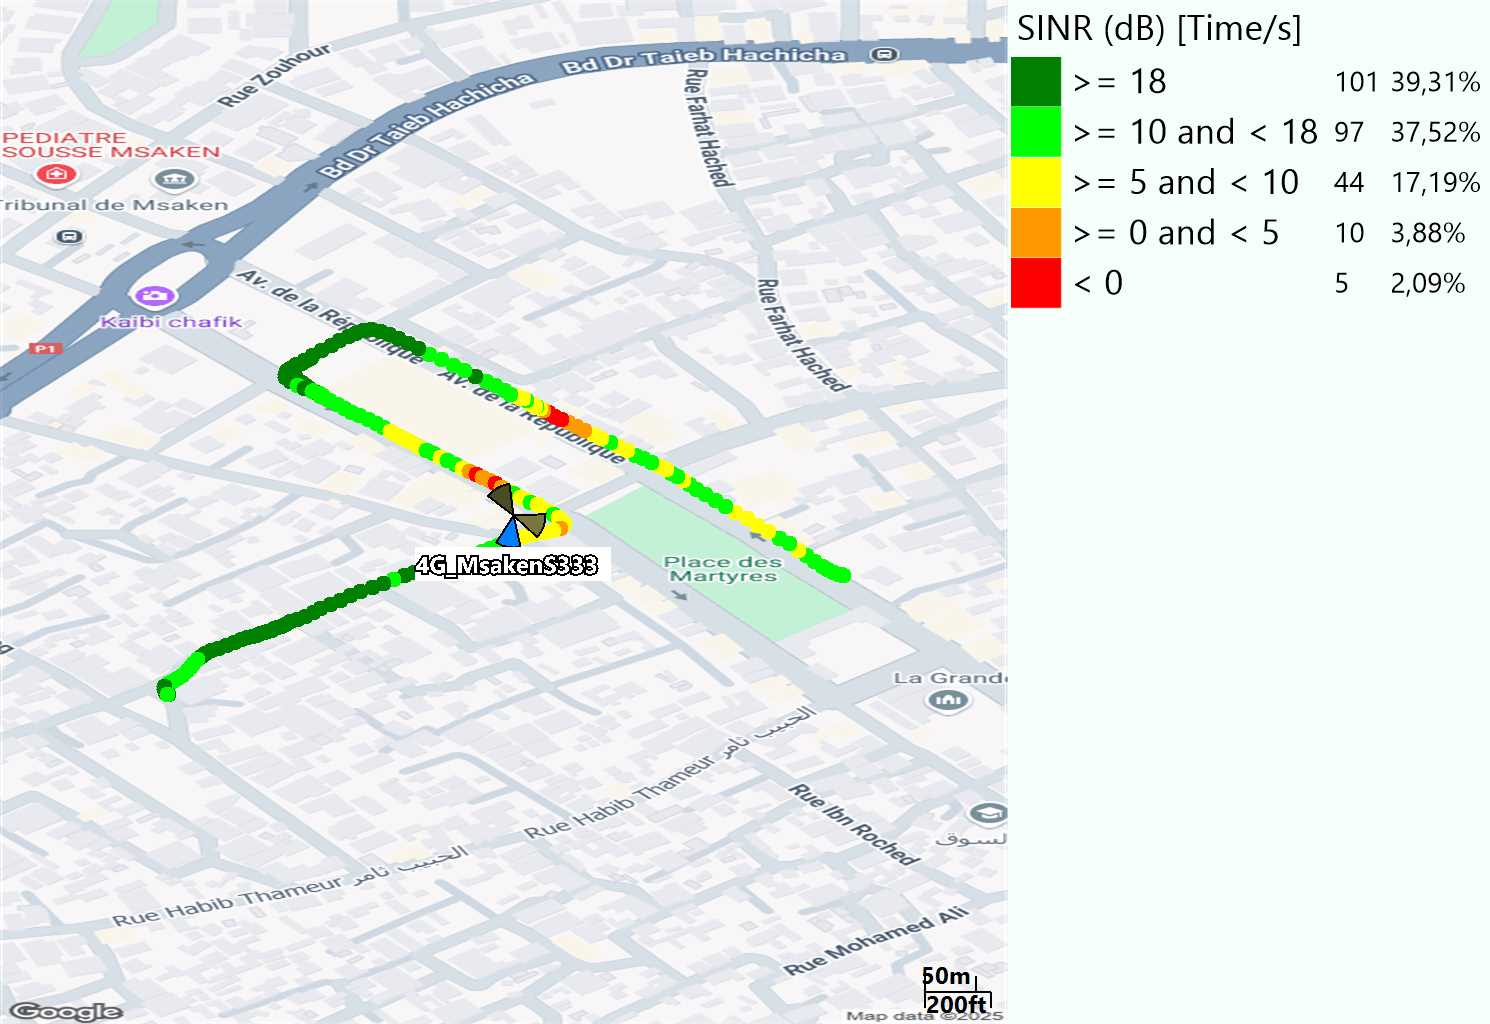 SINR (dB) [Time/s]
>= 18 101 39,31%
>= 10 and < 18 97 37,52%
>= 5 and < 10 44 17,19%
>= 0 and < 5 10 3,88%
< 0 5 2,09%
Rue Zouhour
Bd Dr Taieb Hachicha
Bd Dr Taieb Hachicha
Rue Farhat Hached
PEDIATRE
SOUSSE MSAKEN
Tribunal de Msaken
Kaibi chafik
P1
Av. de la République
Av. de la République
Rue Farhat Hached
4G_MsakenS333
Place des
Martyres
La Grande
Rue Habib Thameur الحبيب ثامر
Rue Habib Thameur الحبيب ثامر
Rue Ibn Roched
السوق
Rue Mohamed Ali
50m
200ft
Google
Map data ©2025